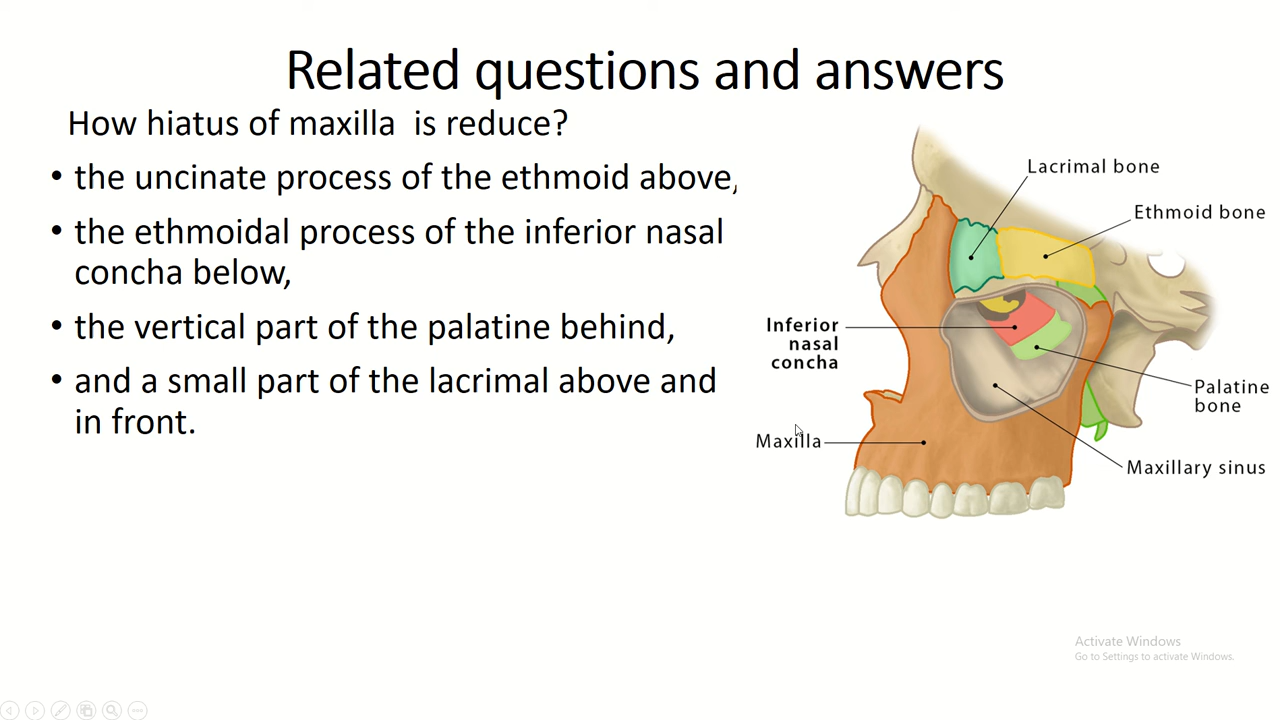 Related questions and answers
How hiatus of maxilla is reduce?
• the uncinate process of the ethmoid above,
• the ethmoidal process of the inferior nasal
concha below,
• the vertical part of the palatine behind,
• and a small part of the lacrimal above and
in front.
Lacrimal bone
Ethmoid bone
Inferior
nasal
concha
Palatine
bone
Maxilla
Maxillary sinus
Activate Windows
Go to Settings to activate Windows.